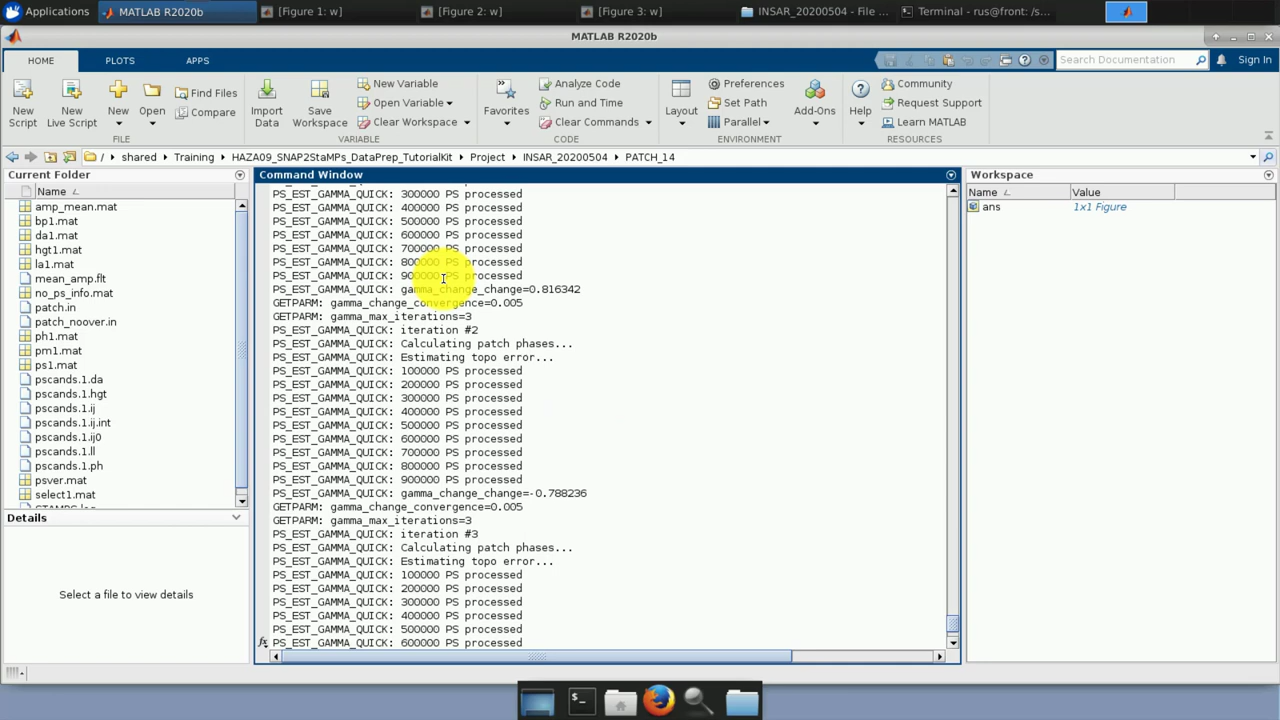 Applications
MATLAB R2020b
[Figure 1: w]
[Figure 2: w]
[Figure 3: w]
INSAR_20200504 - File ...
Terminal - rus@front: /s...
MATLAB R2020b
HOME
PLOTS
APPS
Search Documentation
Sign In
New Script
New Live Script
New
Open
Find Files
Compare
Import Data
Save Workspace
New Variable
Open Variable
Clear Workspace
Favorites
Analyze Code
Run and Time
Clear Commands
Layout
Preferences
Set Path
Parallel
Add-Ons
Help
Community
Request Support
Learn MATLAB
FILE
VARIABLE
CODE
ENVIRONMENT
RESOURCES
/ shared Training HAZA09_SNAP2StaMPs_DataPrep_TutorialKit Project INSAR_20200504 PATCH_14
Current Folder
Name
amp_mean.mat
bp1.mat
da1.mat
hgt1.mat
la1.mat
mean_amp.flt
no_ps_info.mat
patch.in
patch_noover.in
ph1.mat
pm1.mat
ps1.mat
pscands.1.da
pscands.1.hgt
pscands.1.ij
pscands.1.ij.int
pscands.1.ij0
pscands.1.ll
pscands.1.ph
psver.mat
select1.mat
Details
Select a file to view details
Command Window
PS_EST_GAMMA_QUICK: 300000 PS processed
PS_EST_GAMMA_QUICK: 400000 PS processed
PS_EST_GAMMA_QUICK: 500000 PS processed
PS_EST_GAMMA_QUICK: 600000 PS processed
PS_EST_GAMMA_QUICK: 700000 PS processed
PS_EST_GAMMA_QUICK: 800000 PS processed
PS_EST_GAMMA_QUICK: 900000 PS processed
PS_EST_GAMMA_QUICK: gamma_change_change=0.816342
GETPARM: gamma_change_convergence=0.005
GETPARM: gamma_max_iterations=3
PS_EST_GAMMA_QUICK: iteration #2
PS_EST_GAMMA_QUICK: Calculating patch phases...
PS_EST_GAMMA_QUICK: Estimating topo error...
PS_EST_GAMMA_QUICK: 100000 PS processed
PS_EST_GAMMA_QUICK: 200000 PS processed
PS_EST_GAMMA_QUICK: 300000 PS processed
PS_EST_GAMMA_QUICK: 400000 PS processed
PS_EST_GAMMA_QUICK: 500000 PS processed
PS_EST_GAMMA_QUICK: 600000 PS processed
PS_EST_GAMMA_QUICK: 700000 PS processed
PS_EST_GAMMA_QUICK: 800000 PS processed
PS_EST_GAMMA_QUICK: 900000 PS processed
PS_EST_GAMMA_QUICK: gamma_change_change=-0.788236
GETPARM: gamma_change_convergence=0.005
GETPARM: gamma_max_iterations=3
PS_EST_GAMMA_QUICK: iteration #3
PS_EST_GAMMA_QUICK: Calculating patch phases...
PS_EST_GAMMA_QUICK: Estimating topo error...
PS_EST_GAMMA_QUICK: 100000 PS processed
PS_EST_GAMMA_QUICK: 200000 PS processed
PS_EST_GAMMA_QUICK: 300000 PS processed
PS_EST_GAMMA_QUICK: 400000 PS processed
PS_EST_GAMMA_QUICK: 500000 PS processed
fx PS_EST_GAMMA_QUICK: 600000 PS processed
Workspace
Name Value
ans 1x1 Figure